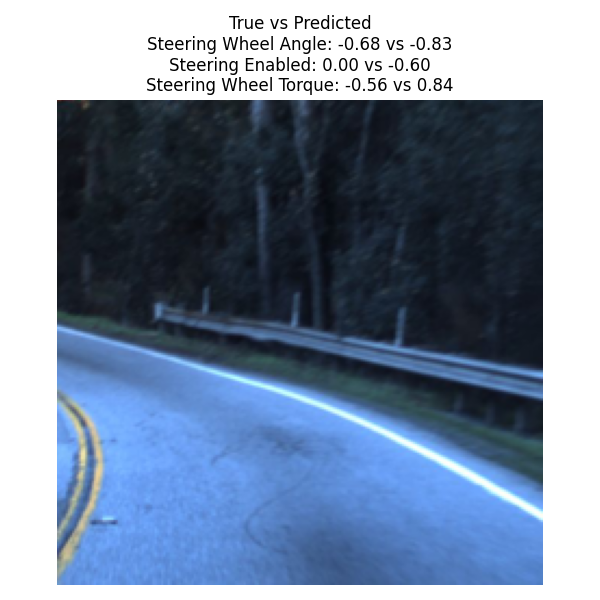 True vs Predicted
Steering Wheel Angle: -0.68 vs -0.83
Steering Enabled: 0.00 vs -0.60
Steering Wheel Torque: -0.56 vs 0.84